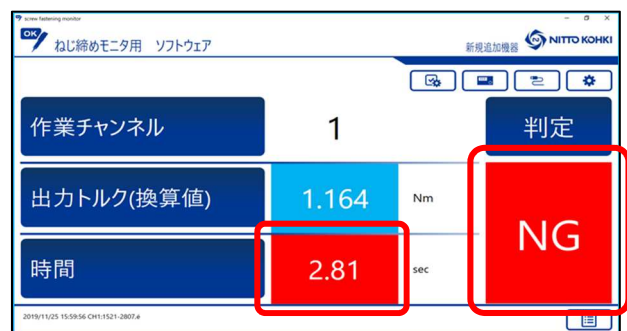 screw fastening monitor
OK
ねじ締めモニタ用 ソフトウェア
新規追加機器
NITTO KOHKI
作業チャンネル
1
判定
出力トルク(換算値)
1.164
Nm
NG
時間
2.81
sec
2019/11/25 15:59:56 CH1:1521-2807.e